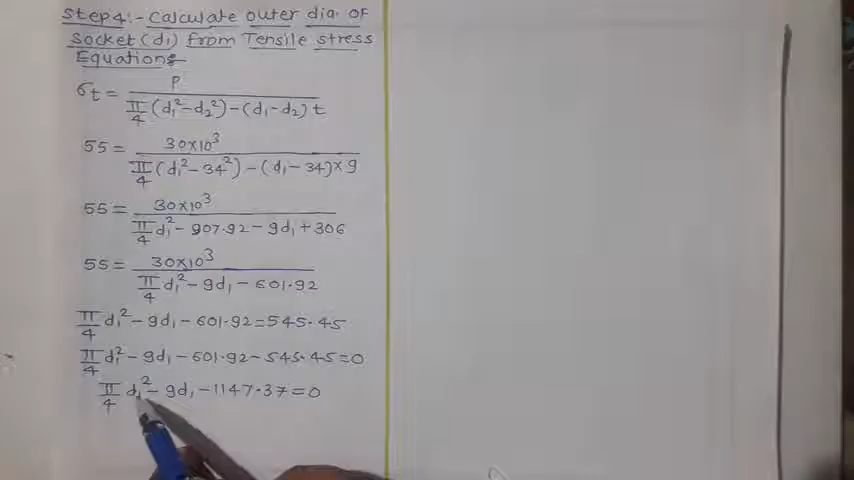 Step 4:- Calculate outer dia. of
Socket (d₁) from Tensile stress
Equations
σt = P / π/4 (d₁² - d₂²) - (d₁ - d₂) t
55 = 30×10³ / π/4 (d₁² - 34²) - (d₁ - 34) × 9
55 = 30×10³ / π/4 d₁² - 907.92 - 9d₁ + 306
55 = 30×10³ / π/4 d₁² - 9d₁ - 601.92
π/4 d₁² - 9d₁ - 601.92 = 545.45
π/4 d₁² - 9d₁ - 601.92 - 545.45 = 0
π/4 d₁² - 9d₁ - 1147.37 = 0